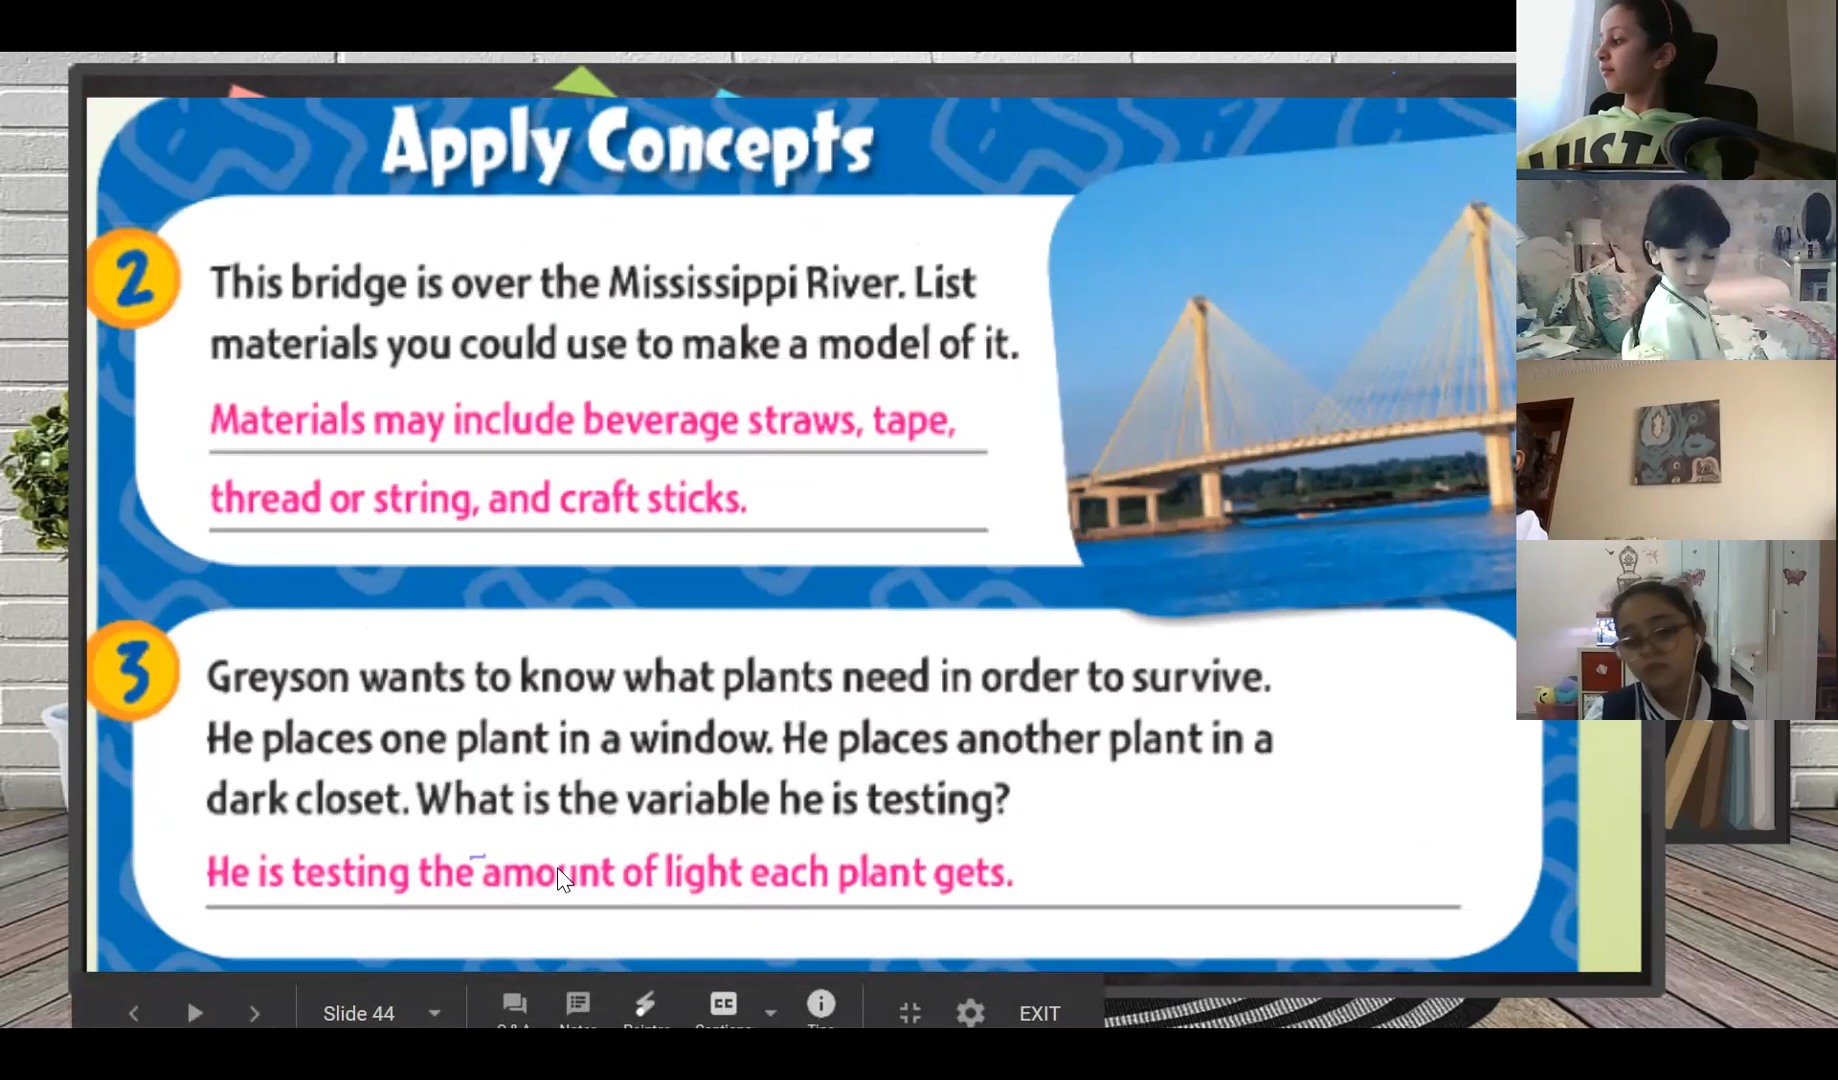 Apply Concepts
2
This bridge is over the Mississippi River. List
materials you could use to make a model of it.
Materials may include beverage straws, tape,
thread or string, and craft sticks.
3
Greyson wants to know what plants need in order to survive.
He places one plant in a window. He places another plant in a
dark closet. What is the variable he is testing?
He is testing the amount of light each plant gets.
Slide 44
CC
EXIT